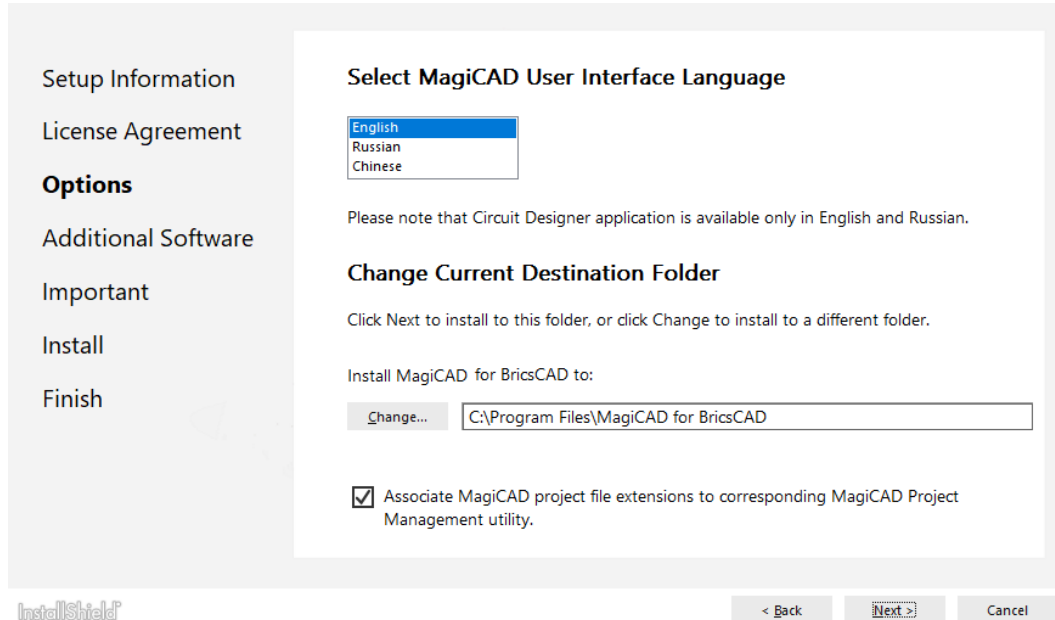 Setup Information
License Agreement
Options
Additional Software
Important
Install
Finish
Select MagiCAD User Interface Language
English
Russian
Chinese
Please note that Circuit Designer application is available only in English and Russian.
Change Current Destination Folder
Click Next to install to this folder, or click Change to install to a different folder.
Install MagiCAD for BricsCAD to:
Change...
C:\Program Files\MagiCAD for BricsCAD
Associate MagiCAD project file extensions to corresponding MagiCAD Project
Management utility.
InstallShield
< Back
Next >
Cancel